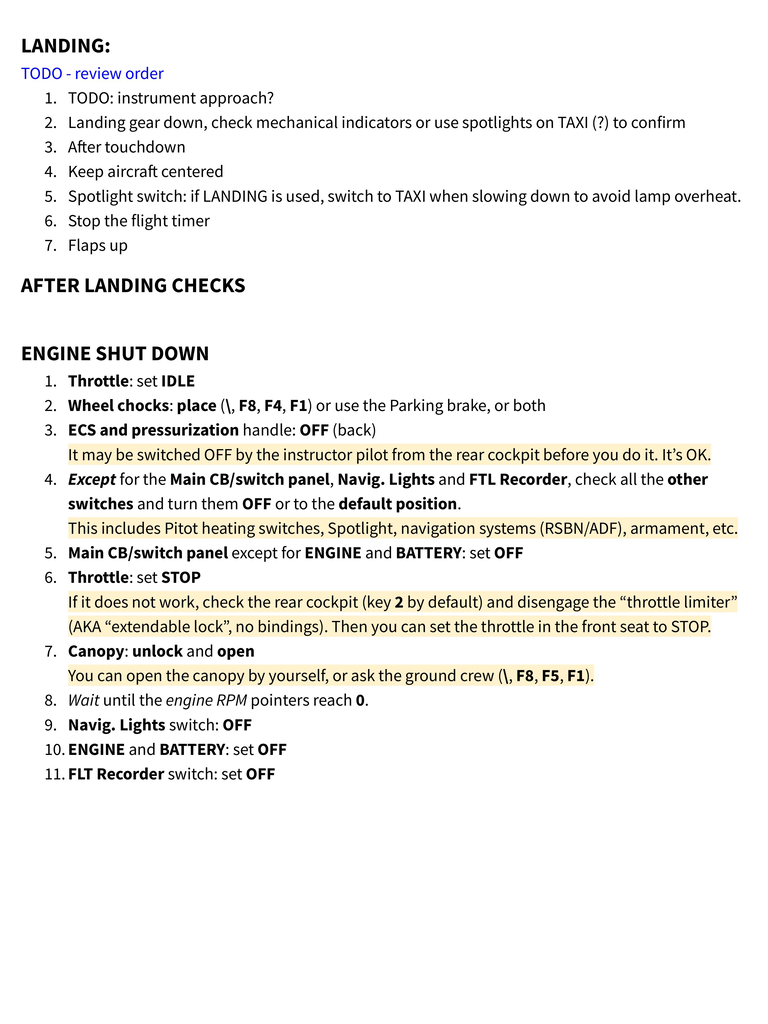 LANDING:
TODO - review order
1. TODO: instrument approach?
2. Landing gear down, check mechanical indicators or use spotlights on TAXI (?) to confirm
3. After touchdown
4. Keep aircraft centered
5. Spotlight switch: if LANDING is used, switch to TAXI when slowing down to avoid lamp overheat.
6. Stop the flight timer
7. Flaps up
AFTER LANDING CHECKS
ENGINE SHUT DOWN
1. Throttle: set IDLE
2. Wheel chocks: place (\, F8, F4, F1) or use the Parking brake, or both
3. ECS and pressurization handle: OFF (back)
It may be switched OFF by the instructor pilot from the rear cockpit before you do it. It’s OK.
4. Except for the Main CB/switch panel, Navig. Lights and FTL Recorder, check all the other
switches and turn them OFF or to the default position.
This includes Pitot heating switches, Spotlight, navigation systems (RSBN/ADF), armament, etc.
5. Main CB/switch panel except for ENGINE and BATTERY: set OFF
6. Throttle: set STOP
If it does not work, check the rear cockpit (key 2 by default) and disengage the “throttle limiter”
(AKA “extendable lock”, no bindings). Then you can set the throttle in the front seat to STOP.
7. Canopy: unlock and open
You can open the canopy by yourself, or ask the ground crew (\, F8, F5, F1).
8. Wait until the engine RPM pointers reach 0.
9. Navig. Lights switch: OFF
10. ENGINE and BATTERY: set OFF
11. FLT Recorder switch: set OFF